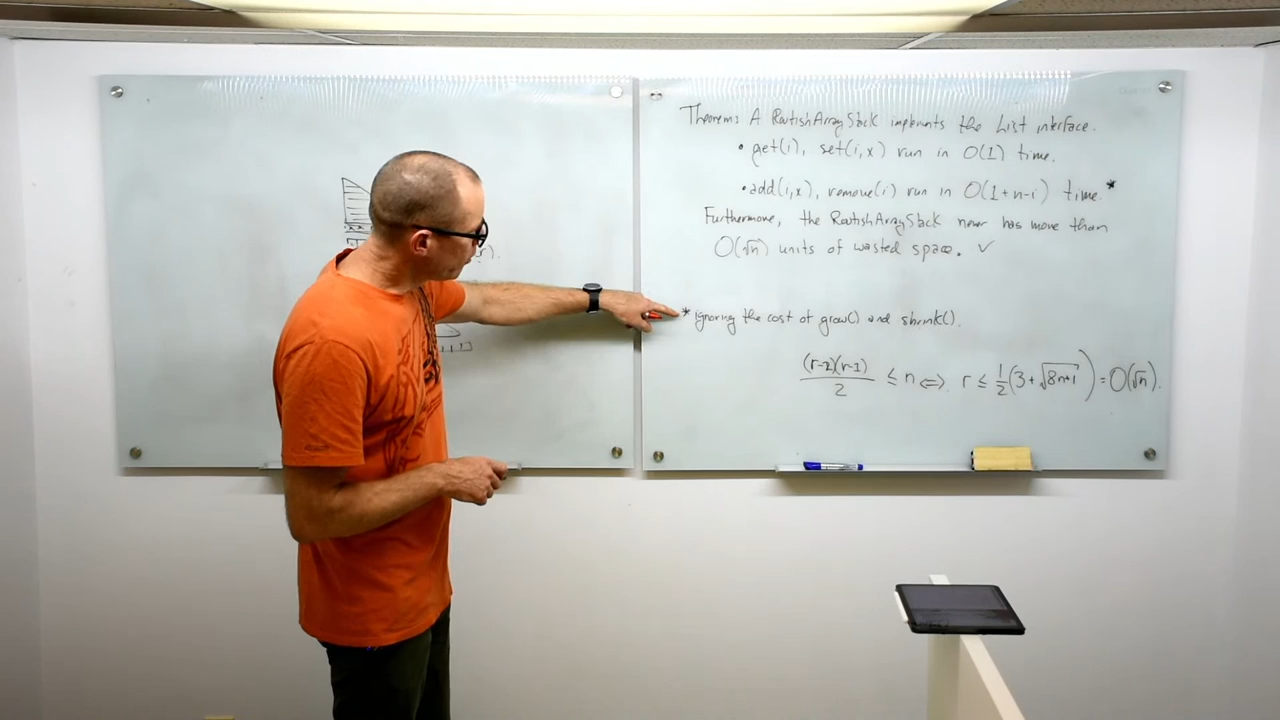 Theorem: A RootishArrayStack implements the List interface.
• get(i), set(i,x) run in O(1) time.
• add(i,x), remove(i) run in O(1+n-i) time.*
Furthermore, the RootishArrayStack never has more than
O(√n) units of wasted space. ✓
* ignoring the cost of grow() and shrink().
(r-2)(r-1)/2 ≤ n ⇔ r ≤ 1/2(3+√8n+1) = O(√n).